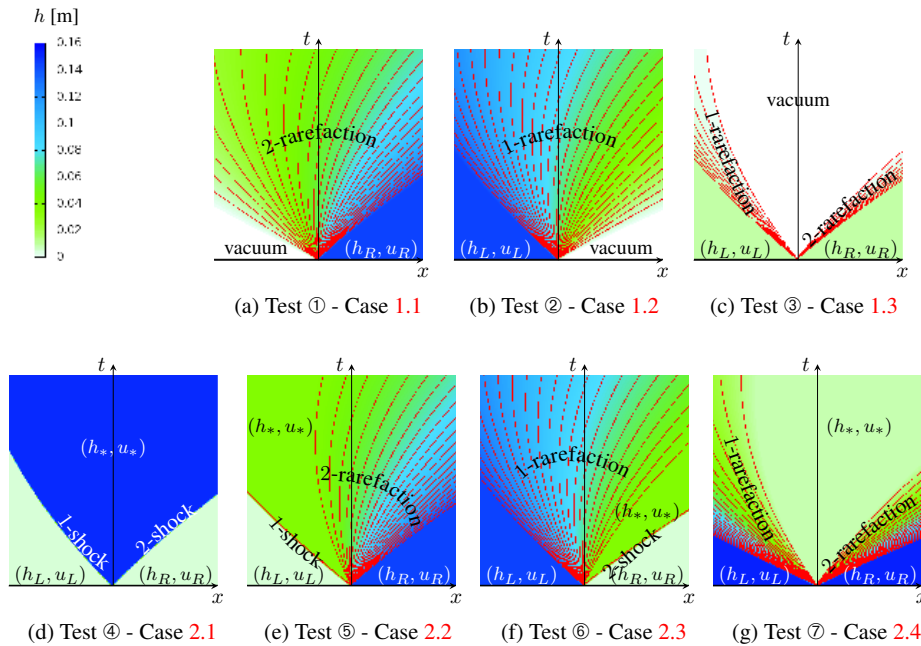 h [m]
0.16
0.14
0.12
0.1
0.08
0.06
0.04
0.02
0
t
2-rarefaction
vacuum
(h_R, u_R)
x
(a) Test ① - Case 1.1
t
1-rarefaction
(h_L, u_L)
vacuum
x
(b) Test ② - Case 1.2
t
vacuum
1-rarefaction
2-rarefaction
(h_L, u_L)
(h_R, u_R)
x
(c) Test ③ - Case 1.3
t
(h_*, u_*)
1-shock
2-shock
(h_L, u_L)
(h_R, u_R)
x
(d) Test ④ - Case 2.1
t
(h_*, u_*)
2-rarefaction
1-shock
(h_L, u_L)
(h_R, u_R)
x
(e) Test ⑤ - Case 2.2
t
1-rarefaction
(h_*, u_*)
2-shock
(h_L, u_L)
(h_R, u_R)
x
(f) Test ⑥ - Case 2.3
t
(h_*, u_*)
1-rarefaction
2-rarefaction
(h_L, u_L)
(h_R, u_R)
x
(g) Test ⑦ - Case 2.4